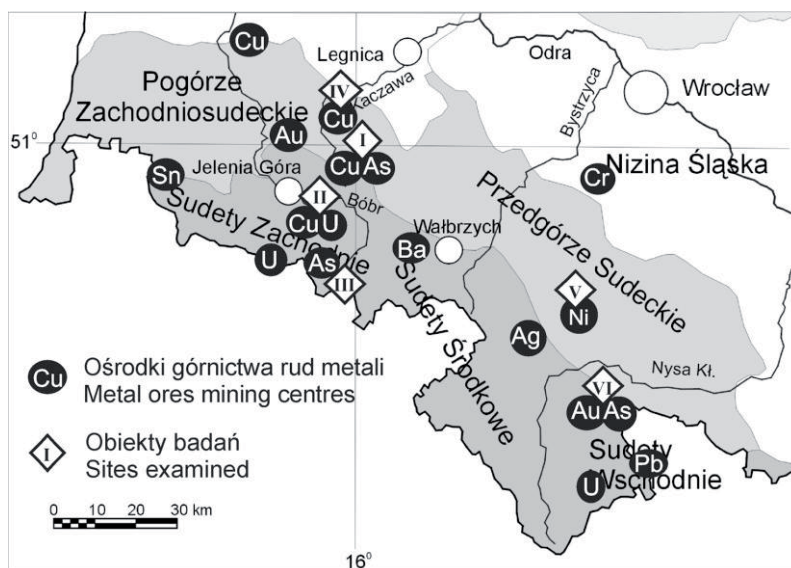 Cu
Legnica
Odra
Pogórze
Zachodniosudeckie
IV
Kaczawa
Wrocław
Cu
Bystrzyca
Au
I
51⁰
Cu As
Nizina Śląska
Sn
Jelenia Góra
Cr
II
Bóbr
Przedgórze Sudeckie
Sudety Zachodnie
Cu U
Wałbrzych
Ba
U
As
III
V
Sudety Środkowe
Ni
Ag
Nysa Kł.
Cu
Ośrodki górnictwa rud metali
Metal ores mining centres
VI
Au As
I
Obiekty badań
Sites examined
Sudety
Wschodnie
Pb
U
0 10 20 30 km
16⁰